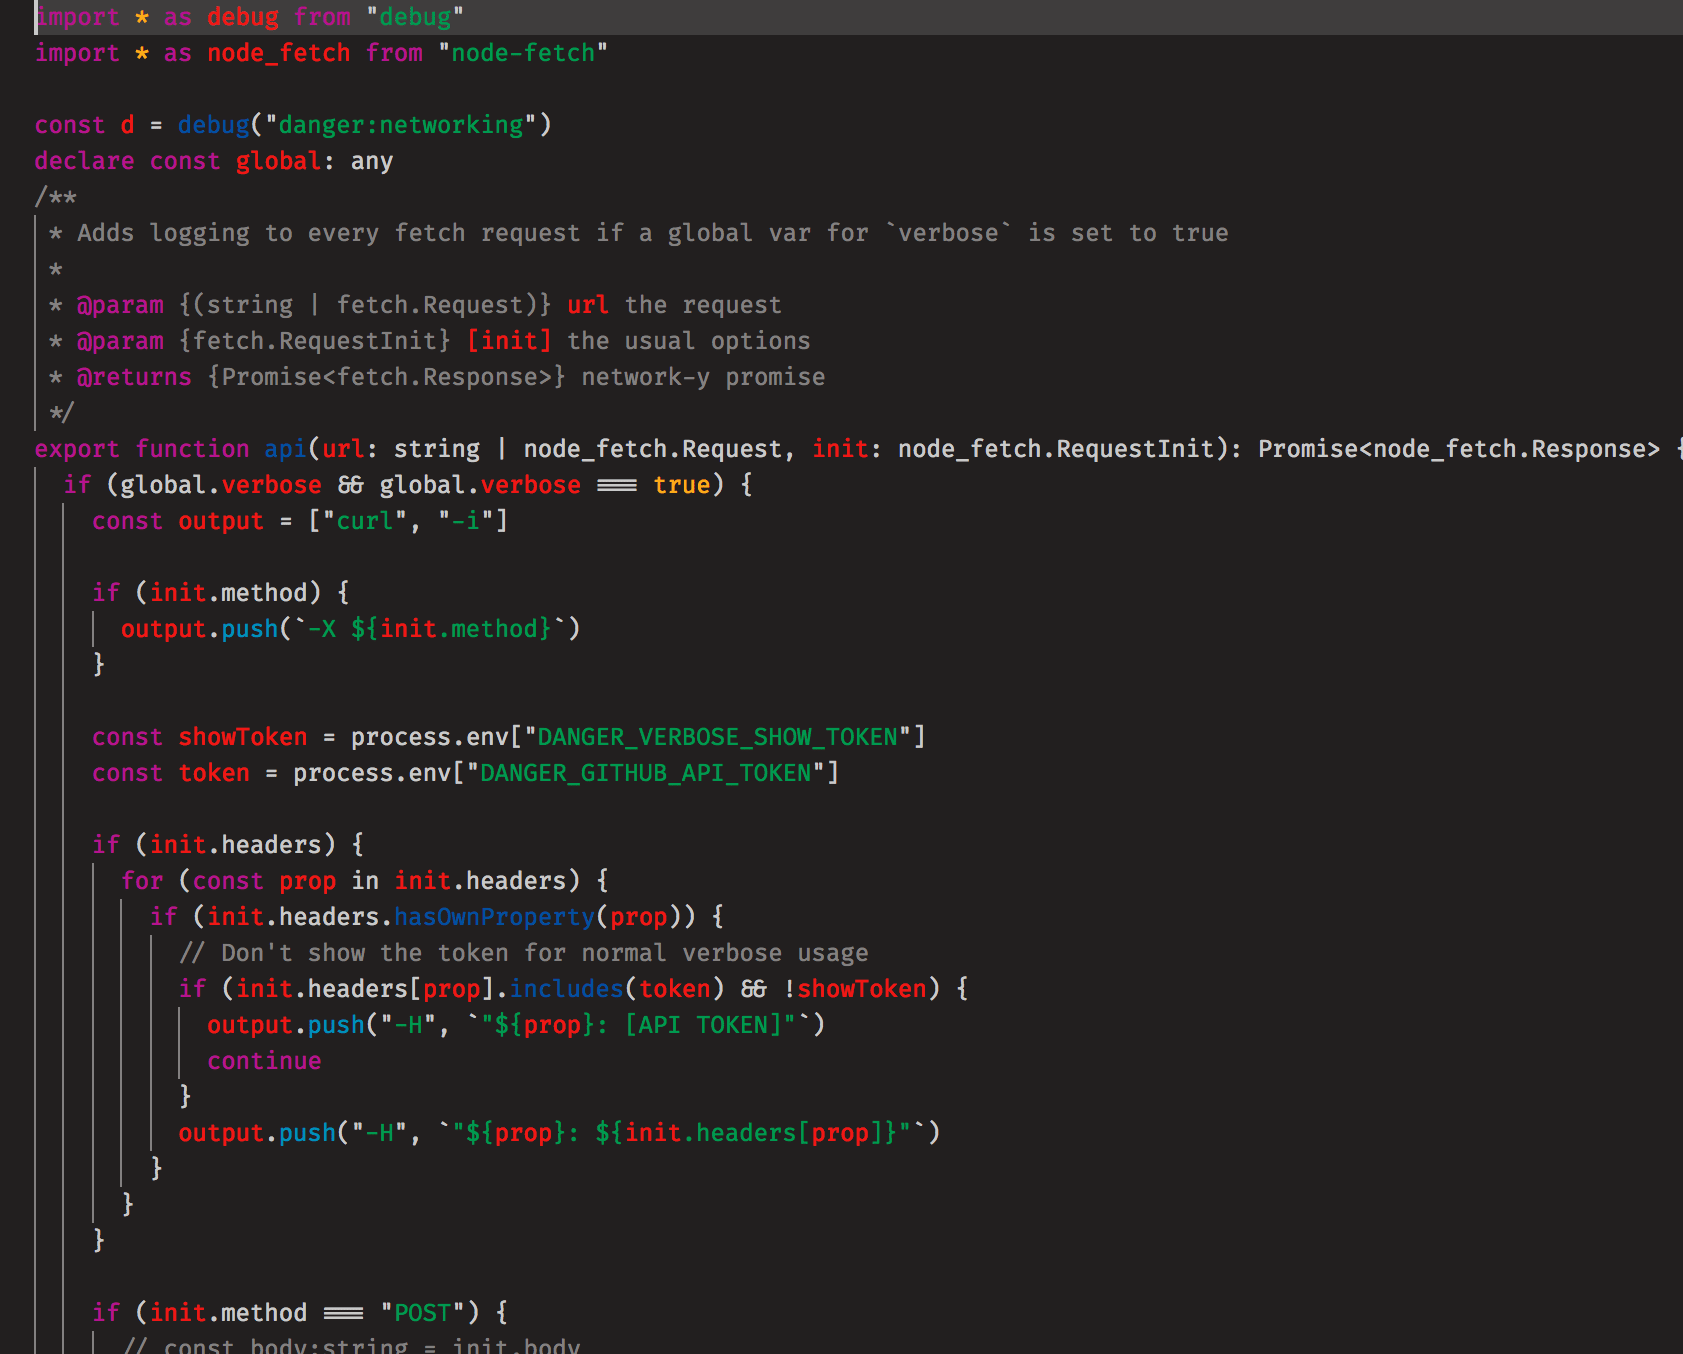 import * as debug from "debug"
import * as node_fetch from "node-fetch"
const d = debug("danger:networking")
declare const global: any
/**
* Adds logging to every fetch request if a global var for `verbose` is set to true
*
* @param {(string | fetch.Request)} url the request
* @param {fetch.RequestInit} [init] the usual options
* @returns {Promise<fetch.Response>} network-y promise
*/
export function api(url: string | node_fetch.Request, init: node_fetch.RequestInit): Promise<node_fetch.Response> {
if (global.verbose && global.verbose === true) {
const output = ["curl", "-i"]
if (init.method) {
output.push(`-X ${init.method}`)
}
const showToken = process.env["DANGER_VERBOSE_SHOW_TOKEN"]
const token = process.env["DANGER_GITHUB_API_TOKEN"]
if (init.headers) {
for (const prop in init.headers) {
if (init.headers.hasOwnProperty(prop)) {
// Don't show the token for normal verbose usage
if (init.headers[prop].includes(token) && !showToken) {
output.push("-H", `"${prop}: [API TOKEN]"`)
continue
}
output.push("-H", `"${prop}: ${init.headers[prop]}"`)
}
}
}
if (init.method === "POST") {
// const body:string = init.body